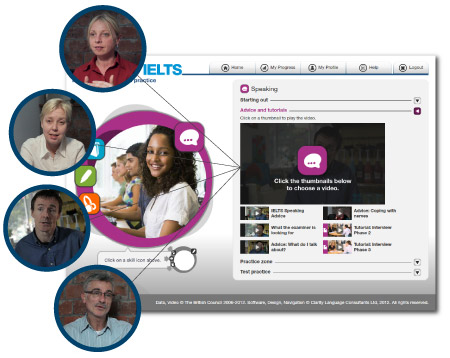 IELTS
practice
Home
My Progress
My Profile
Help
Logout
Speaking
Starting out
Advice and tutorials
Click on a thumbnail to play the video.
Click the thumbnails below
to choose a video.
IELTS Speaking
Advice
Advice: Coping with
nerves
What the examiner is
looking for
Tutorial: Interview
Phase 2
Advice: What do I talk
about?
Tutorial: Interview
Phase 3
Practice zone
Test practice
Click on a skill icon above.
Data, Video © The British Council 2006-2012. Software, Design, Navigation © Clarity Language Consultants Ltd, 2012. All rights reserved.